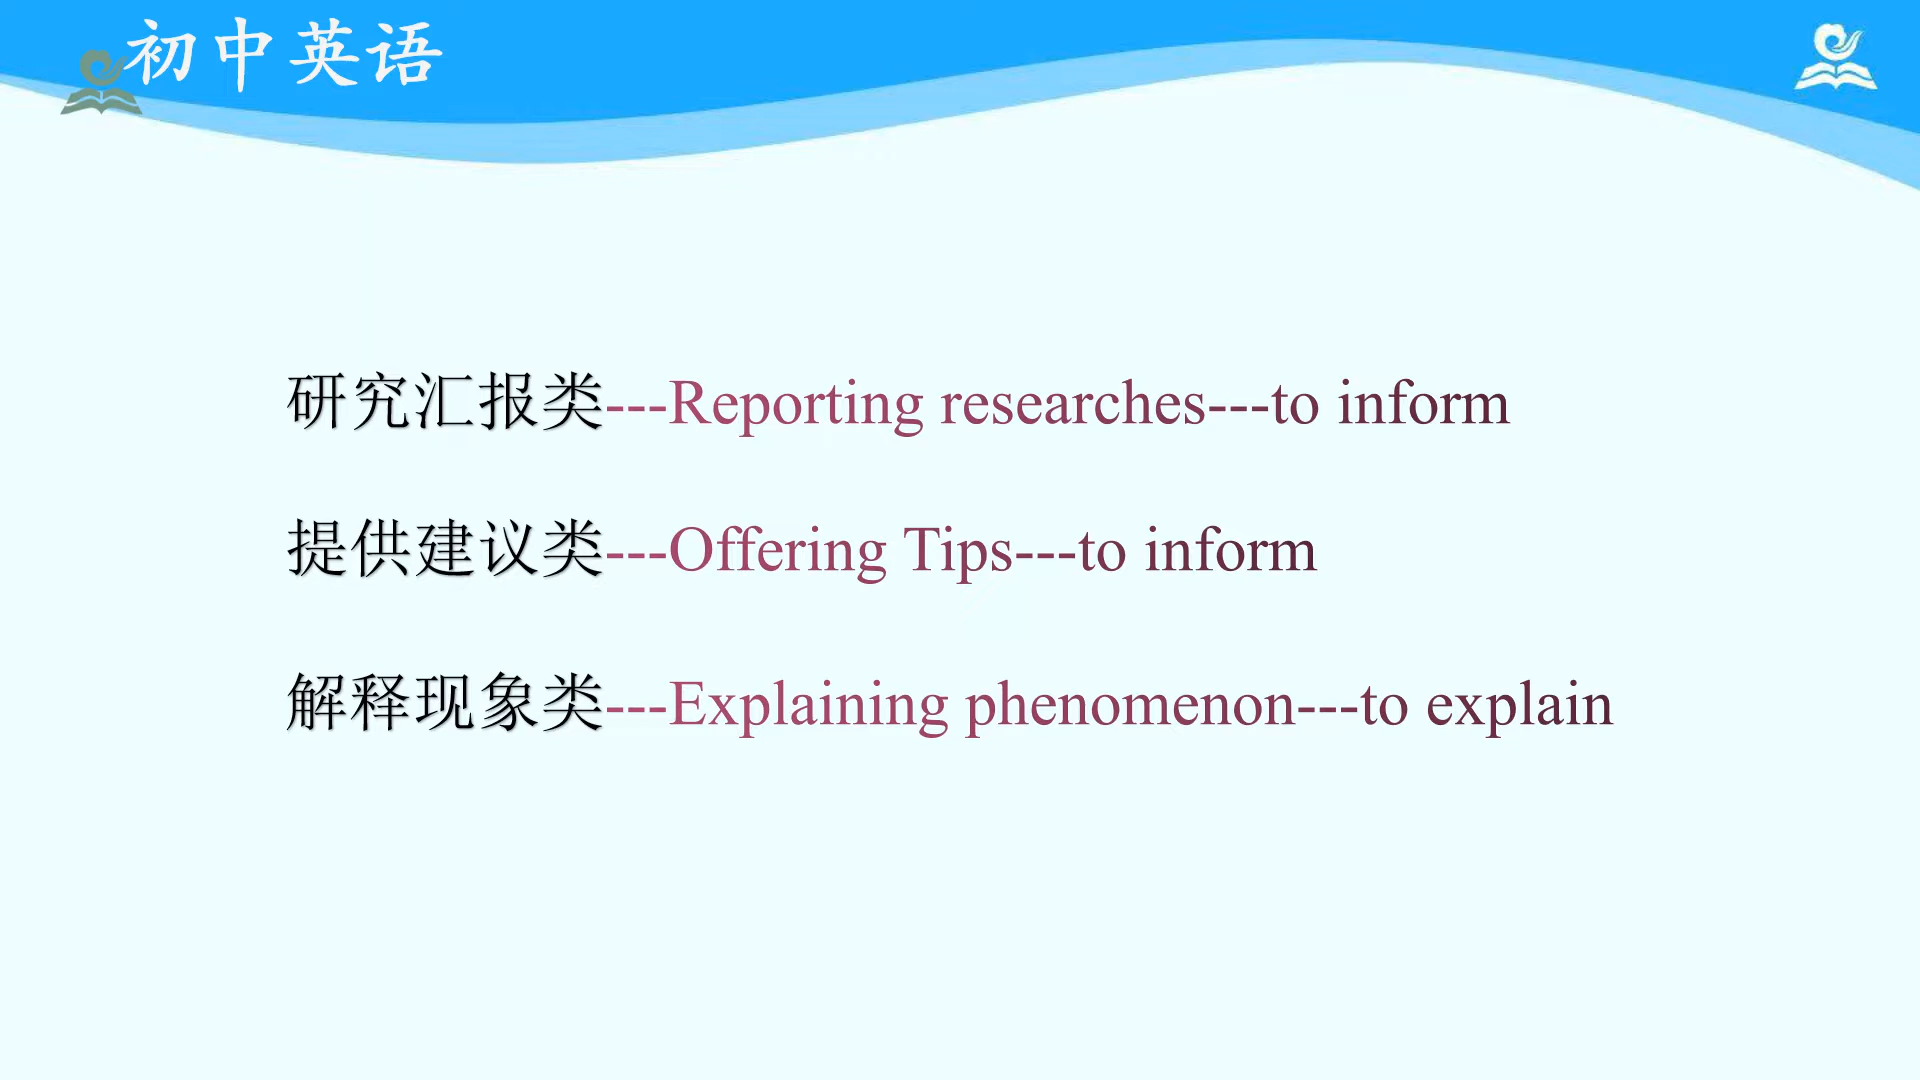 初中英语
研究汇报类---Reporting researches---to inform
提供建议类---Offering Tips---to inform
解释现象类---Explaining phenomenon---to explain